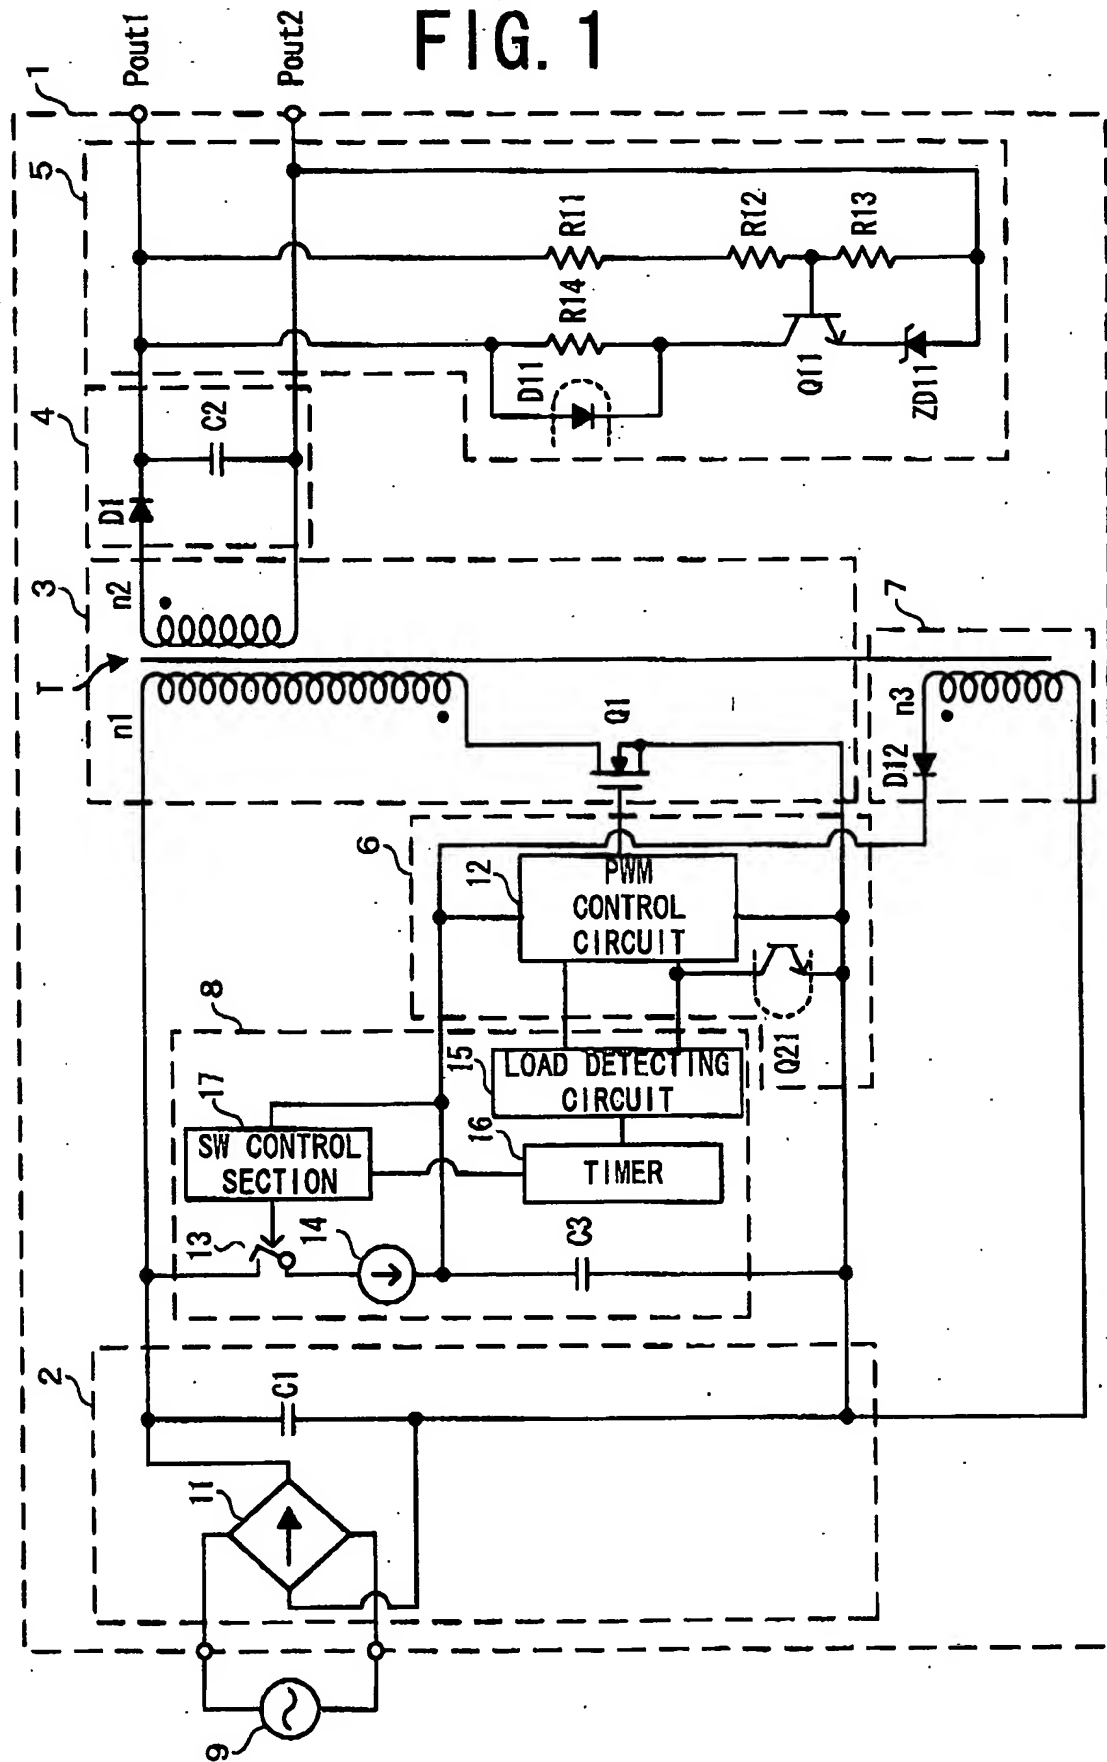 FIG. 1
1
Pout1
Pout2
5
R11
R12
R13
R14
D11
Q11
ZD11
4
D1
C2
3
T
n1
n2
Q1
7
n3
D12
6
12
PWM
CONTROL
CIRCUIT
Q21
8
15
LOAD DETECTING
CIRCUIT
16
TIMER
17
SW CONTROL
SECTION
13
14
C3
2
C1
11
9